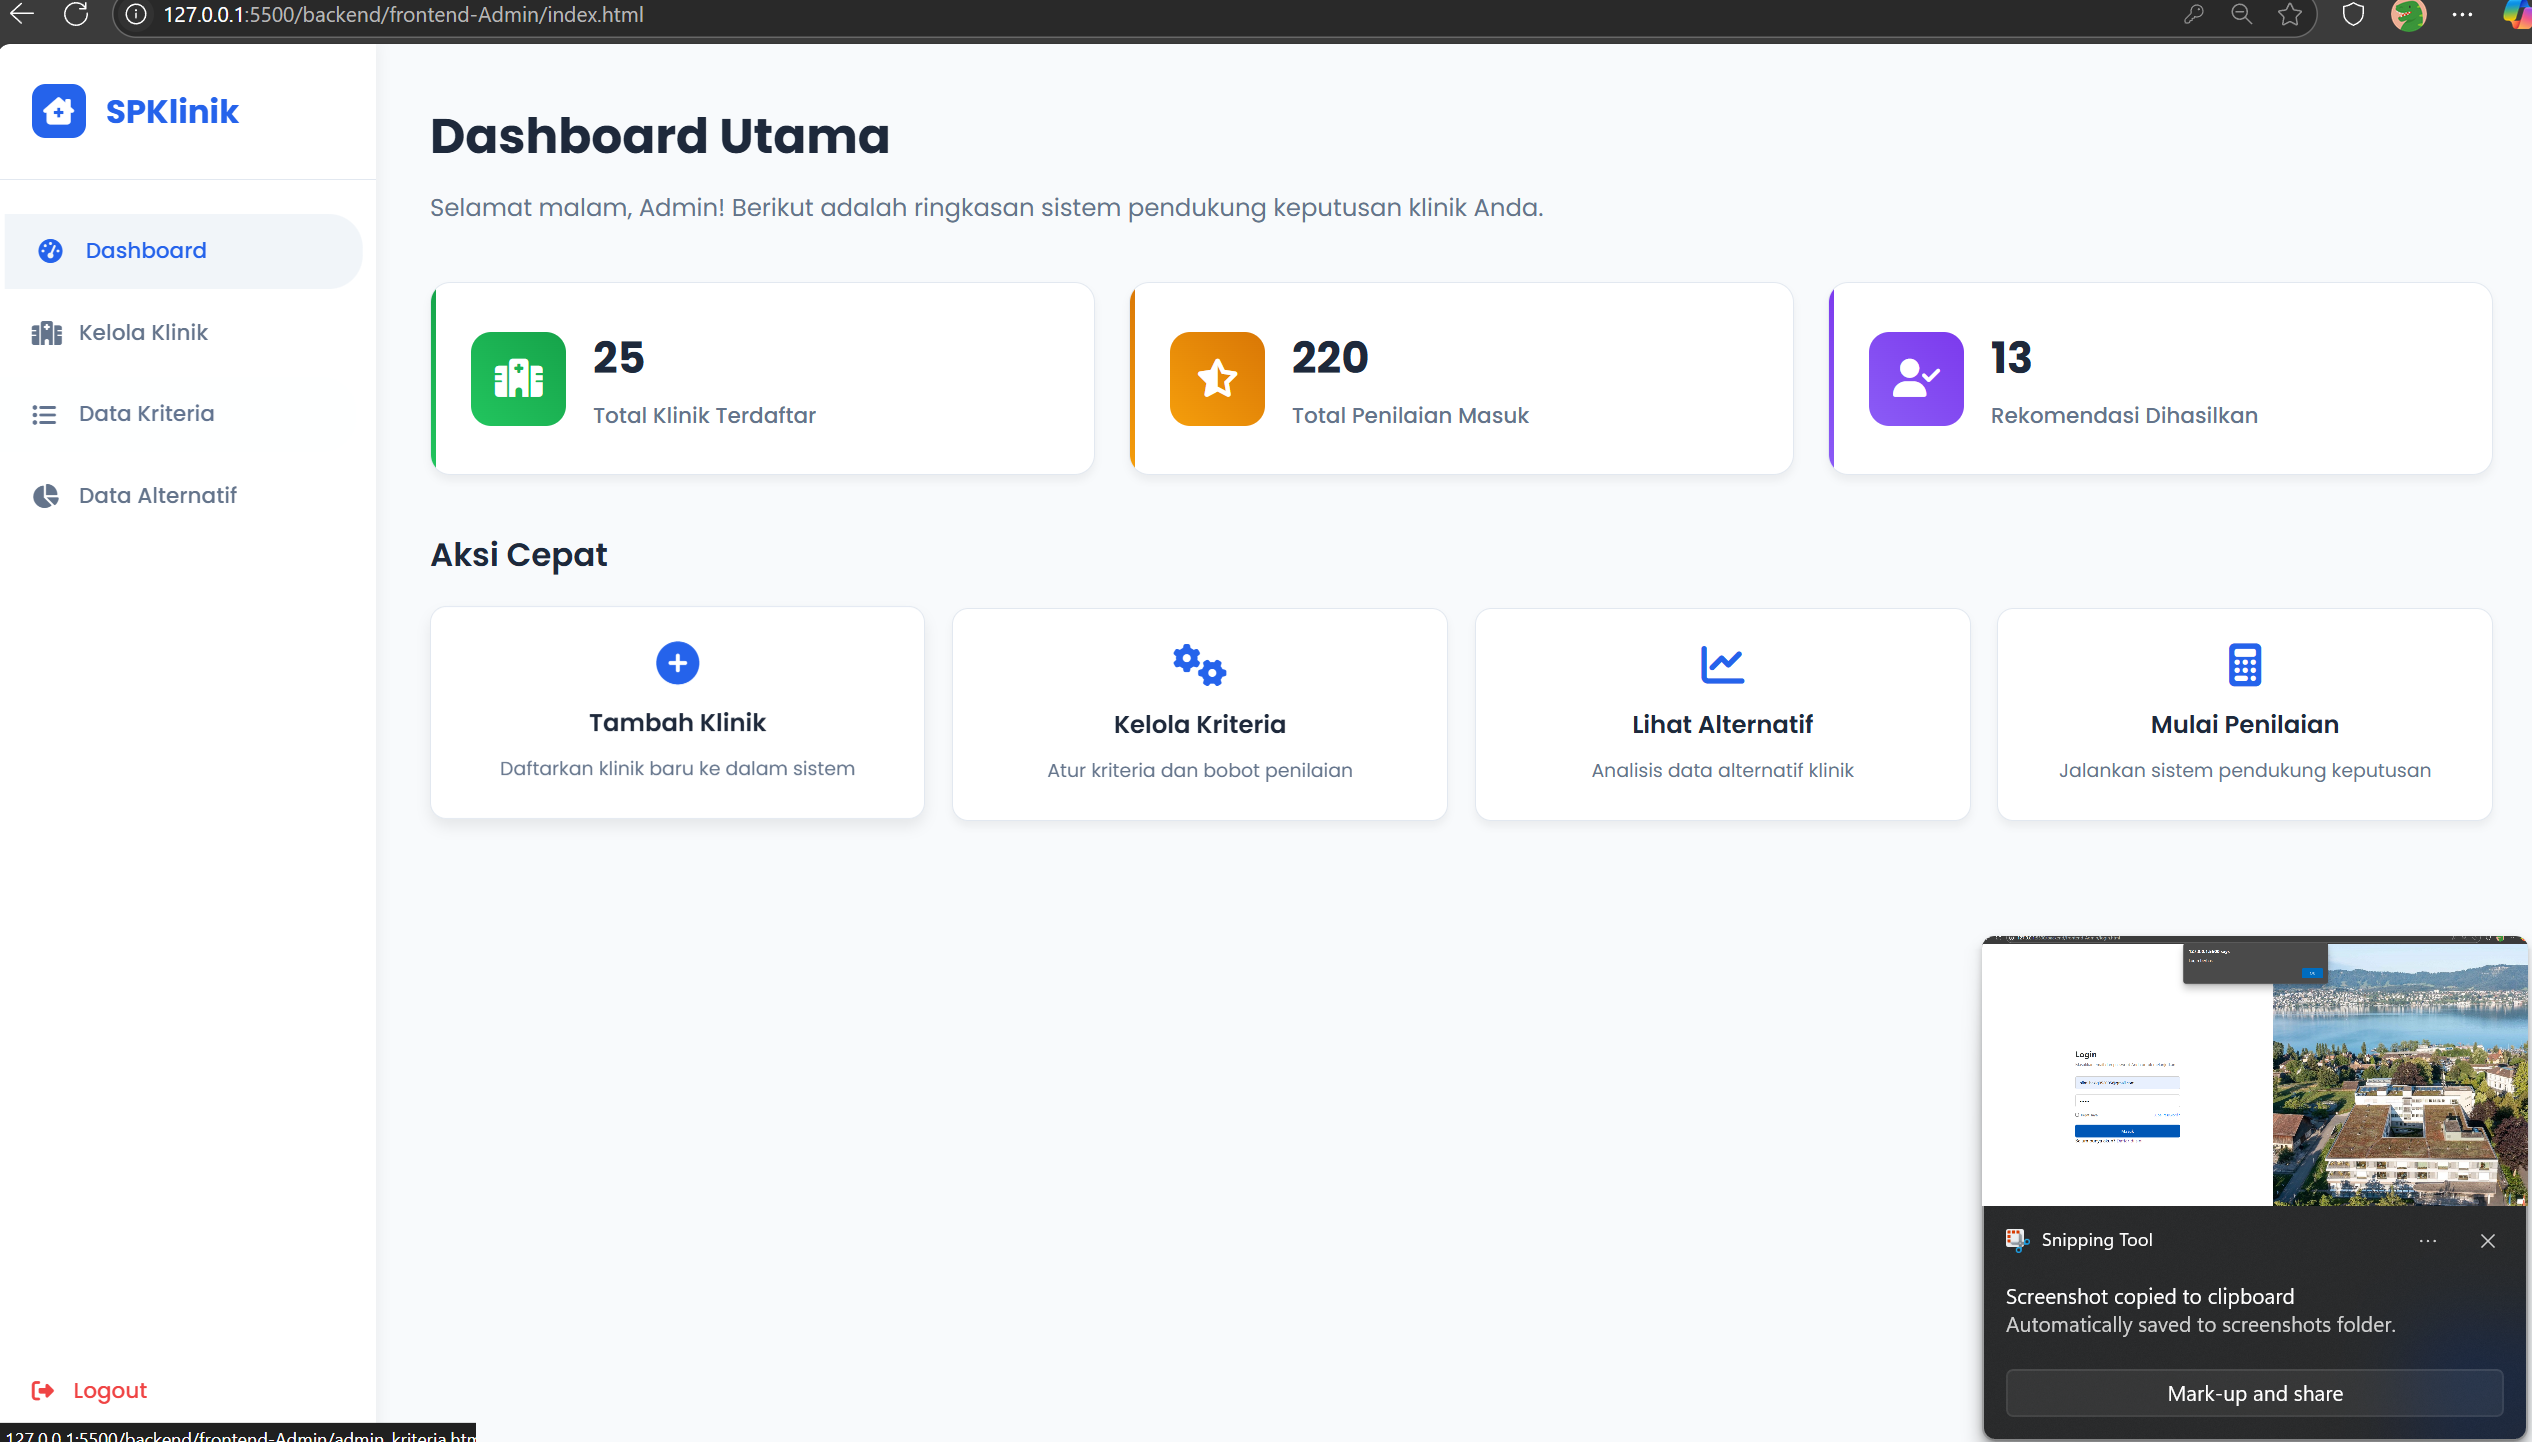 127.0.0.1:5500/backend/frontend-Admin/index.html
SPKlinik
Dashboard
Kelola Klinik
Data Kriteria
Data Alternatif
Logout
Dashboard Utama
Selamat malam, Admin! Berikut adalah ringkasan sistem pendukung keputusan klinik Anda.
25
Total Klinik Terdaftar
220
Total Penilaian Masuk
13
Rekomendasi Dihasilkan
Aksi Cepat
Tambah Klinik
Daftarkan klinik baru ke dalam sistem
Kelola Kriteria
Atur kriteria dan bobot penilaian
Lihat Alternatif
Analisis data alternatif klinik
Mulai Penilaian
Jalankan sistem pendukung keputusan
Login
Snipping Tool
Screenshot copied to clipboard
Automatically saved to screenshots folder.
Mark-up and share
127.0.0.1:5500/backend/frontend-Admin/admin_kriteria.htm